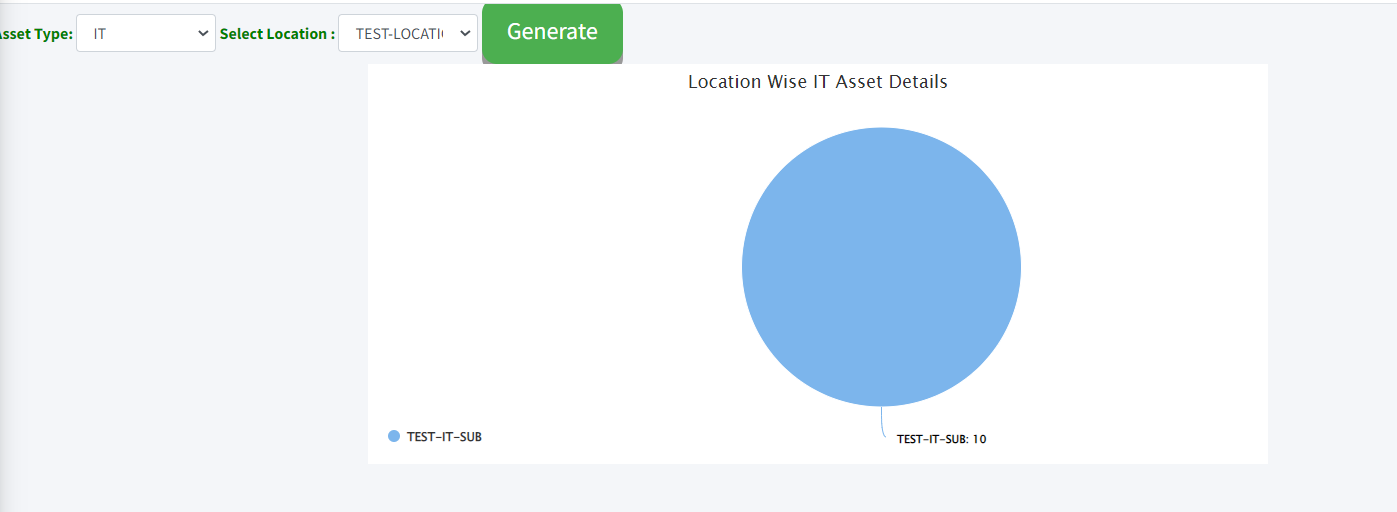 Asset Type: IT Select Location : Generate
Location Wise IT Asset Details
TEST-IT-SUB
TEST-IT-SUB: 10